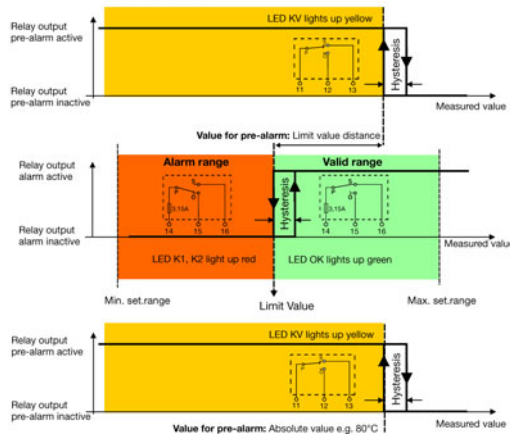 Relay output
pre-alarm active
LED KV lights up yellow
11 12 13
Hysteresis
Relay output
pre-alarm inactive
Measured value
Value for pre-alarm: Limit value distance
Alarm range
Valid range
Relay output
alarm active
3,15A
14 15 16
Hysteresis
3,15A
14 15 16
Relay output
alarm inactive
Measured value
LED K1, K2 light up red
LED OK lights up green
Min. set.range
Limit Value
Max. set.range
Relay output
pre-alarm active
LED KV lights up yellow
11 12 13
Hysteresis
Relay output
pre-alarm inactive
Measured value
Value for pre-alarm: Absolute value e.g. 80°C